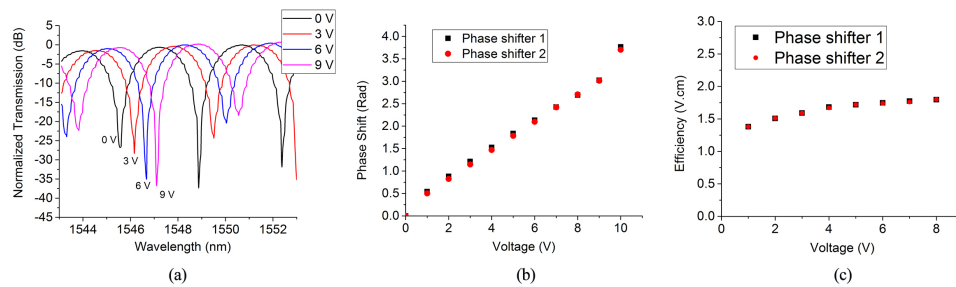 0 V
3 V
6 V
9 V
5
0
-5
-10
-15
-20
-25
-30
-35
-40
-45
0 V
3 V
6 V
9 V
1544 1546 1548 1550 1552
Wavelength (nm)
Normalized Transmission (dB)
(a)
Phase shifter 1
Phase shifter 2
4.0
3.5
3.0
2.5
2.0
1.5
1.0
0.5
0.0
0 2 4 6 8 10
Voltage (V)
Phase Shift (Rad)
(b)
Phase shifter 1
Phase shifter 2
3.0
2.5
2.0
1.5
1.0
0.5
0.0
0 2 4 6 8
Voltage (V)
Efficiency (V.cm)
(c)